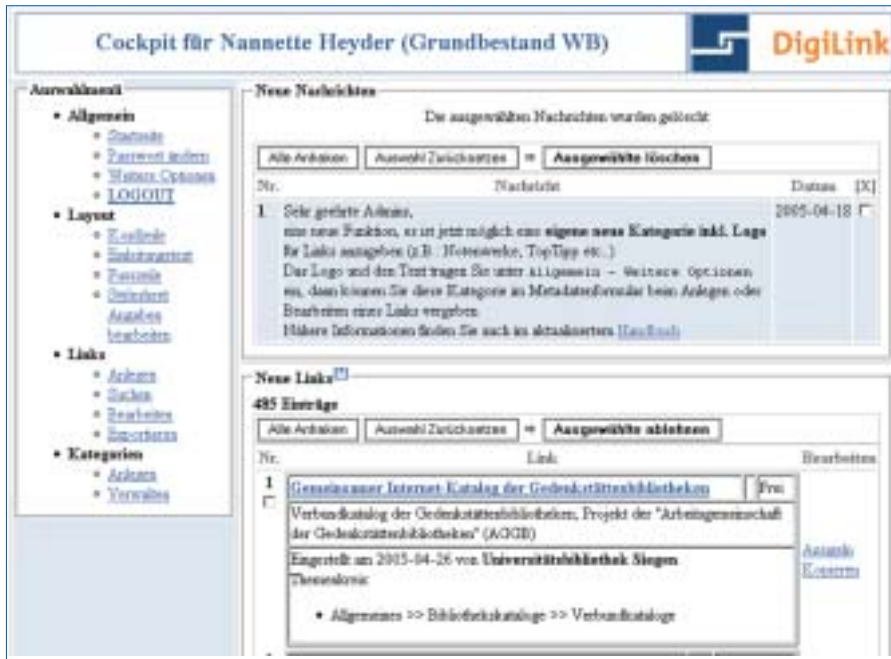 Cockpit für Nannette Heyder (Grundbestand WB)
DigiLink
Auswahlmenü
• Allgemein
Startseite
Passwort ändern
Weitere Optionen
LOGOUT
• Layout
Kopfzeile
Einleitungstext
Fusszeile
Seitenkopf
Angaben
bearbeiten
• Links
Anlegen
Suchen
Bearbeiten
Exportieren
• Kategorien
Anlegen
Verwalten
Neue Nachrichten
Die ausgewählten Nachrichten wurden gelöscht
Alle Anhaken Auswahl Zurücksetzen ⇒ Ausgewählte löschen
Nr. Nachricht Datum [X]
1 Sehr geehrte Admins, 2005-04-18
eine neue Funktion, es ist jetzt möglich eine eigene neue Kategorie inkl. Logo
für Links anzugeben (z.B.: Notenwerke, TopTipp etc..)
Das Logo und den Text tragen Sie unter Allgemein - Weitere Optionen
ein, dann können Sie diese Kategorie im Metadatenformular beim Anlegen oder
Bearbeiten eines Links vergeben.
Nähere Informationen finden Sie auch im aktualisierten Handbuch
Neue Links[?]
485 Einträge
Alle Anhaken Auswahl Zurücksetzen ⇒ Ausgewählte ablehnen
Nr. Link Bearbeiten
1 Gemeinsamer Internet-Katalog der Gedenkstättenbibliotheken Frei
Verbundkatalog der Gedenkstättenbibliotheken; Projekt der "Arbeitsgemeinschaft
der Gedenkstättenbibliotheken" (AGGB)
Eingestellt am 2005-04-26 von Universitätsbibliothek Siegen
Themenkreis:
• Allgemeines >> Bibliothekskataloge >> Verbundkataloge